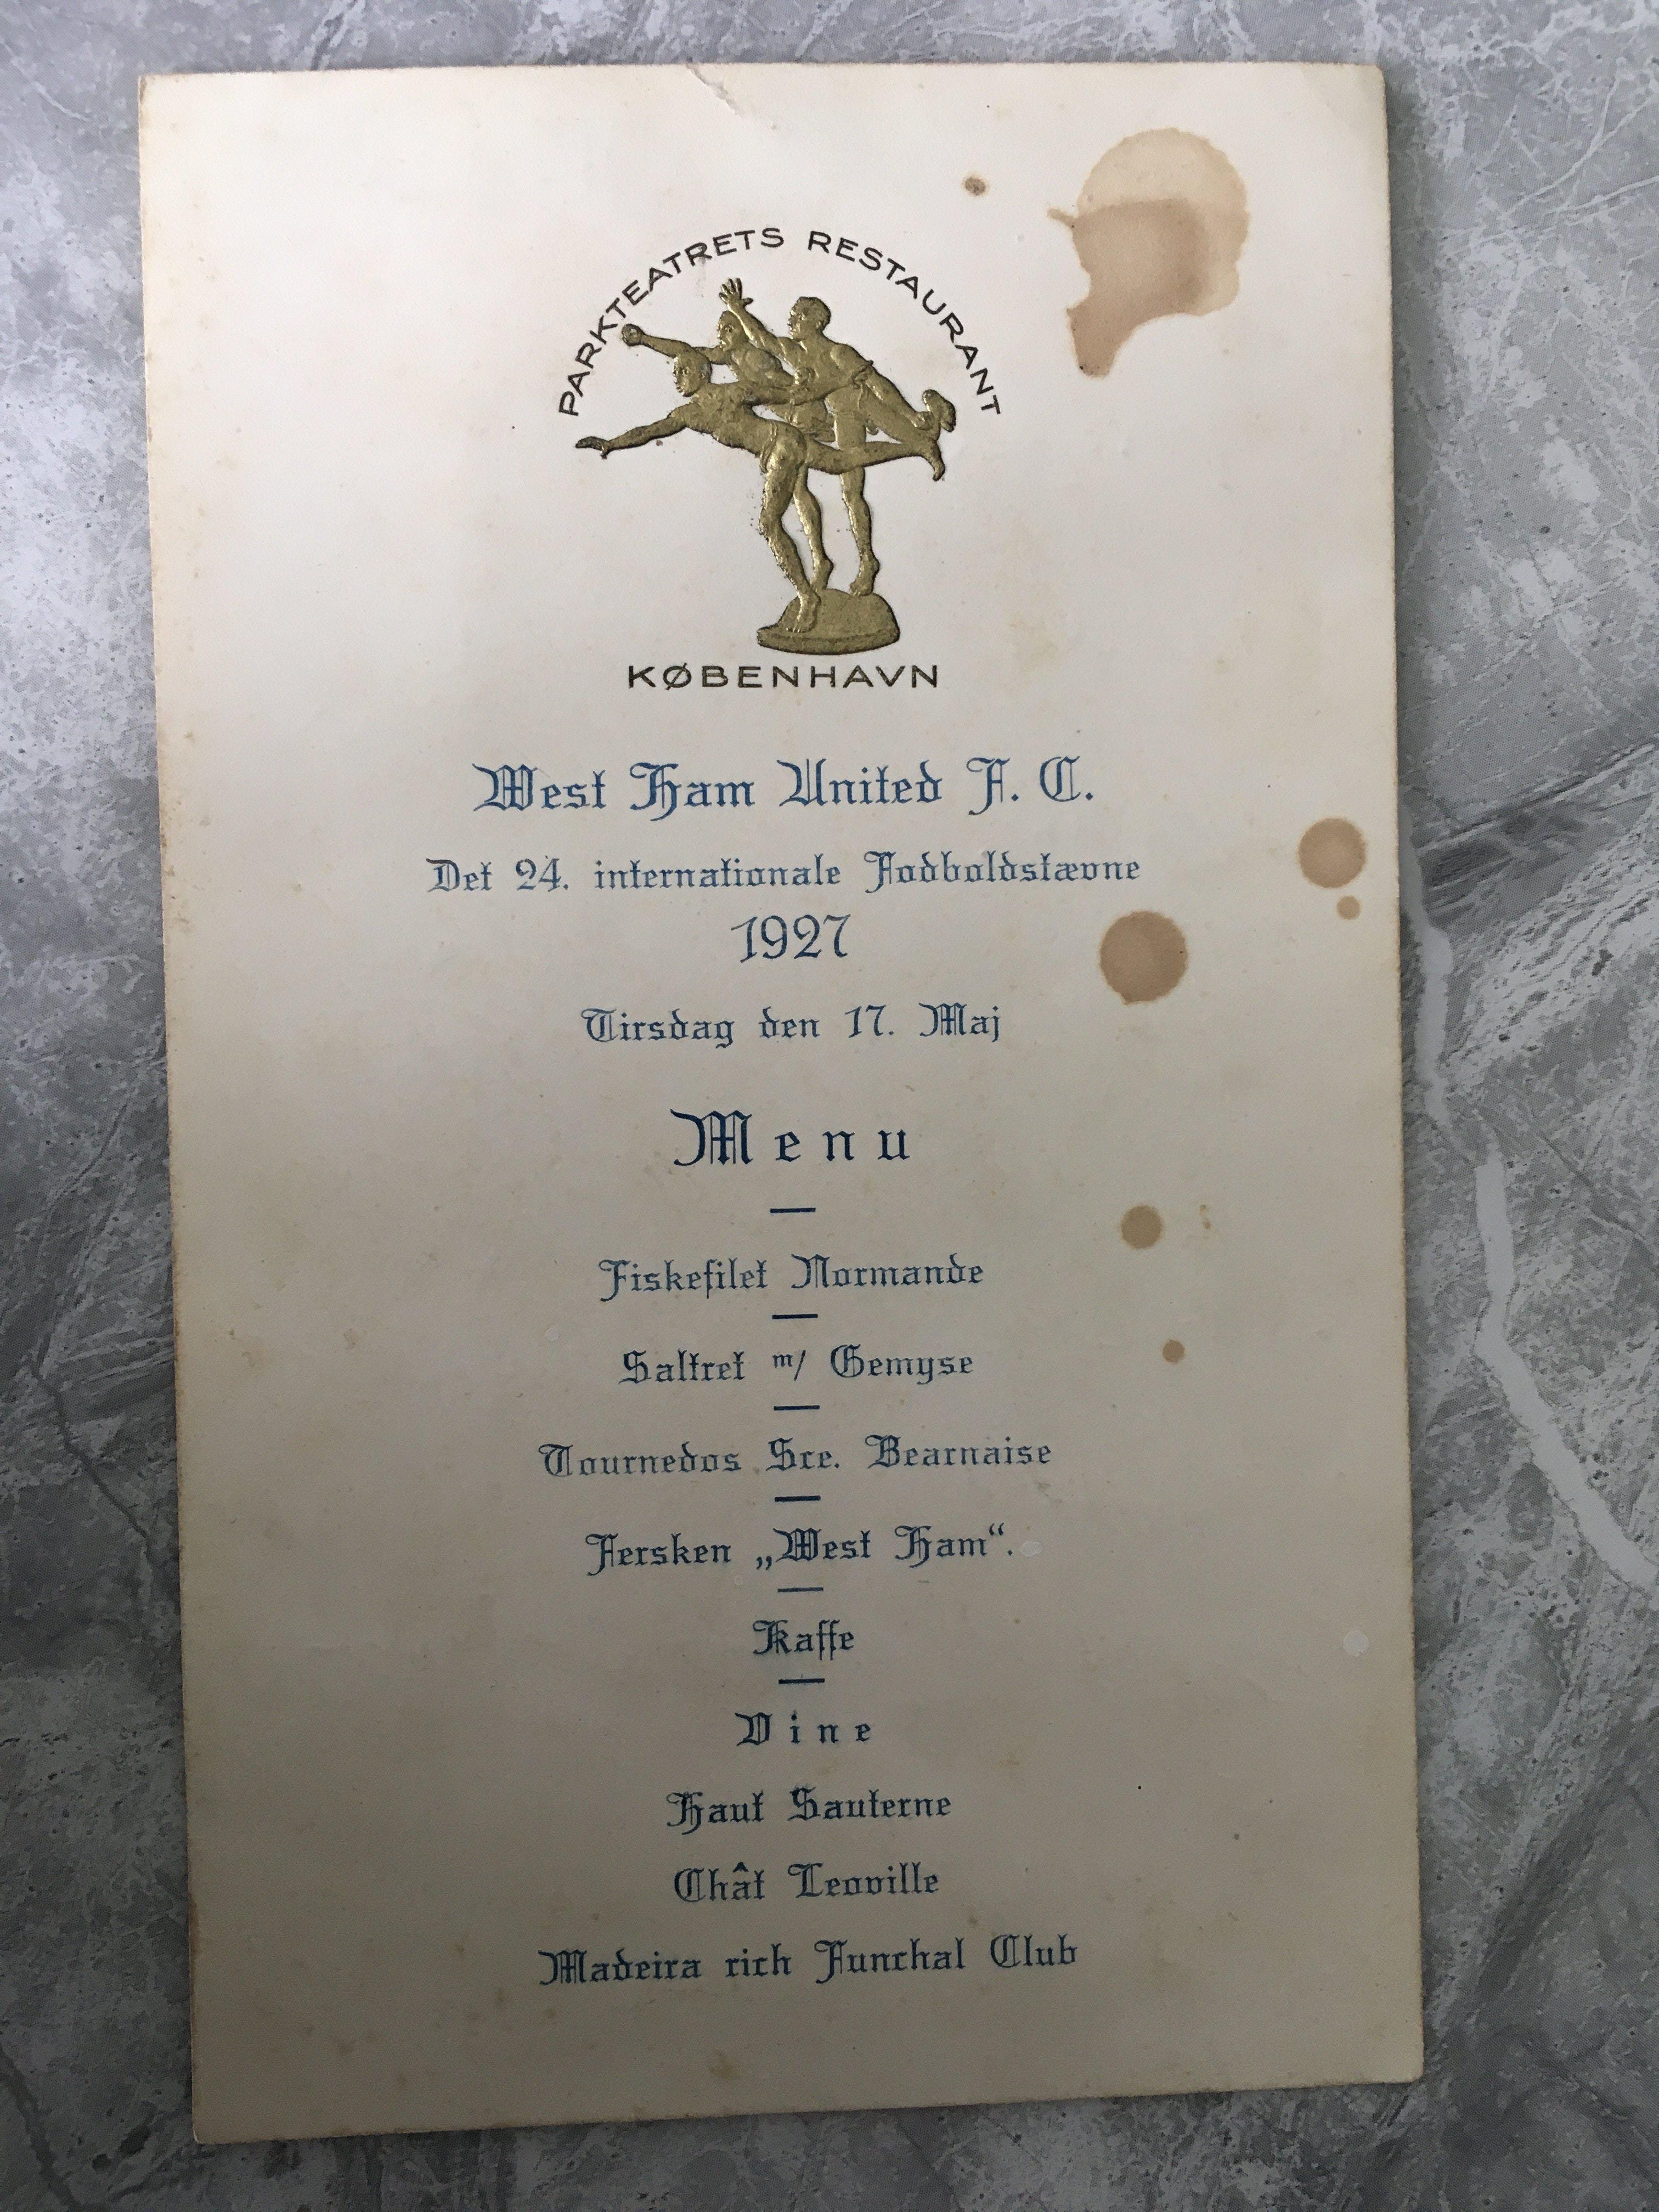 PARKTEATRETS RESTAURANT
KØBENHAVN
West Ham United F. C.
Det 24. internationale Fodboldstævne
1927
Tirsdag den 17. Maj
Menu
Fiskefilet Normande
Saltret m/ Gemyse
Tournedos Sce. Bearnaise
Fersken „West Ham“.
Kaffe
Vine
Haut Sauterne
Chât Leoville
Madeira rich Funchal Club